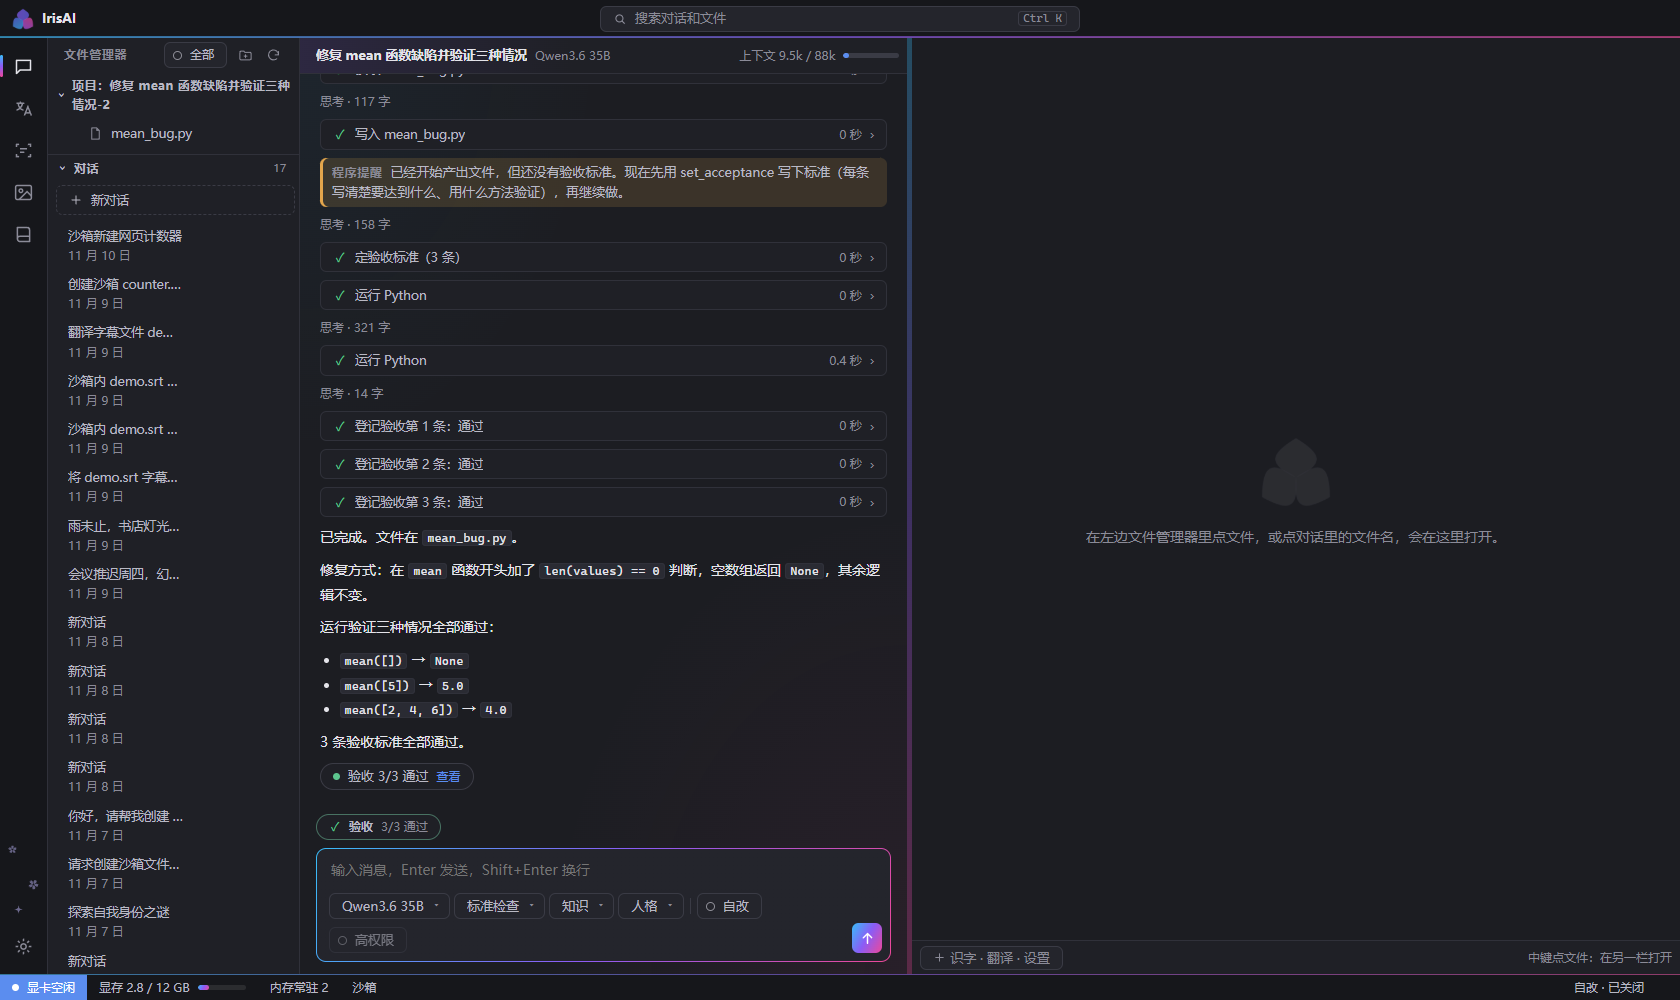 IrisAI
搜索对话和文件
Ctrl K
文件管理器
全部
项目：修复 mean 函数缺陷并验证三种情况-2
mean_bug.py
对话
17
新对话
沙箱新建网页计数器
11 月 10 日
创建沙箱 counter....
11 月 9 日
翻译字幕文件 de...
11 月 9 日
沙箱内 demo.srt ...
11 月 9 日
沙箱内 demo.srt ...
11 月 9 日
将 demo.srt 字幕...
11 月 9 日
雨未止，书店灯光...
11 月 9 日
会议推迟周四，幻...
11 月 9 日
新对话
11 月 8 日
新对话
11 月 8 日
新对话
11 月 8 日
新对话
11 月 8 日
你好，请帮我创建 ...
11 月 7 日
请求创建沙箱文件...
11 月 7 日
探索自我身份之谜
11 月 7 日
新对话
修复 mean 函数缺陷并验证三种情况
Qwen3.6 35B
上下文 9.5k / 88k
思考 · 117 字
写入 mean_bug.py
0 秒
程序提醒 已经开始产出文件，但还没有验收标准。现在先用 set_acceptance 写下标准（每条
写清楚要达到什么、用什么方法验证），再继续做。
思考 · 158 字
定验收标准（3 条）
0 秒
运行 Python
0 秒
思考 · 321 字
运行 Python
0.4 秒
思考 · 14 字
登记验收第 1 条：通过
0 秒
登记验收第 2 条：通过
0 秒
登记验收第 3 条：通过
0 秒
已完成。文件在 mean_bug.py。
修复方式：在 mean 函数开头加了 len(values) == 0 判断，空数组返回 None，其余逻
辑不变。
运行验证三种情况全部通过：
• mean([]) → None
• mean([5]) → 5.0
• mean([2, 4, 6]) → 4.0
3 条验收标准全部通过。
验收 3/3 通过 查看
验收 3/3 通过
输入消息，Enter 发送，Shift+Enter 换行
Qwen3.6 35B
标准检查
知识
人格
自改
高权限
在左边文件管理器里点文件，或点对话里的文件名，会在这里打开。
识字 · 翻译 · 设置
中键点文件：在另一栏打开
显卡空闲
显存 2.8 / 12 GB
内存常驻 2
沙箱
自改 · 已关闭